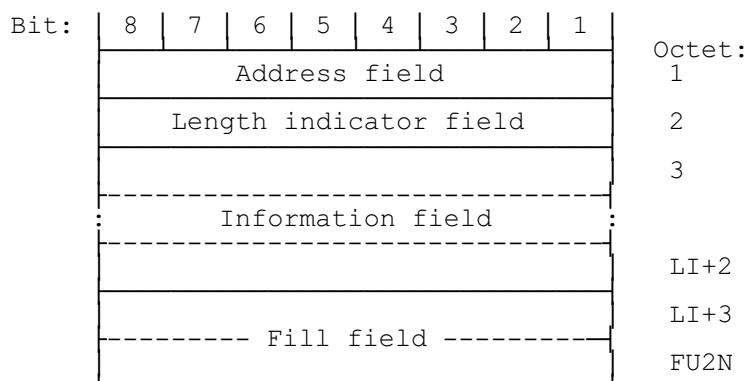 Bit: 8 7 6 5 4 3 2 1
Octet:
Address field 1
Length indicator field 2
3
Information field
LI+2
LI+3
Fill field
FU2N